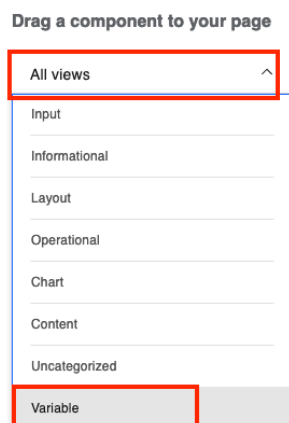 Drag a component to your page
All views
Input
Informational
Layout
Operational
Chart
Content
Uncategorized
Variable